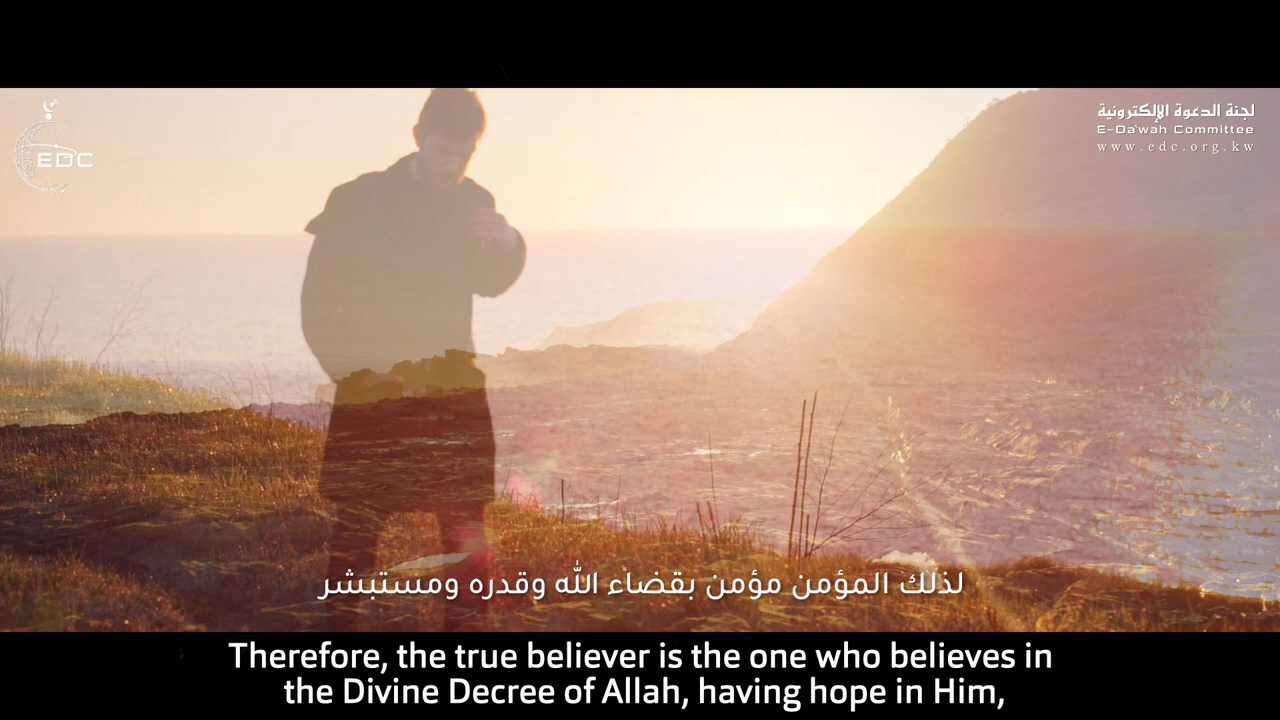 EDC
لجنة الدعوة الإلكترونية
E-Da'wah Committee
www.edc.org.kw
لذلك المؤمن مؤمن بقضاء الله وقدره ومستبشر
Therefore, the true believer is the one who believes in
the Divine Decree of Allah, having hope in Him,